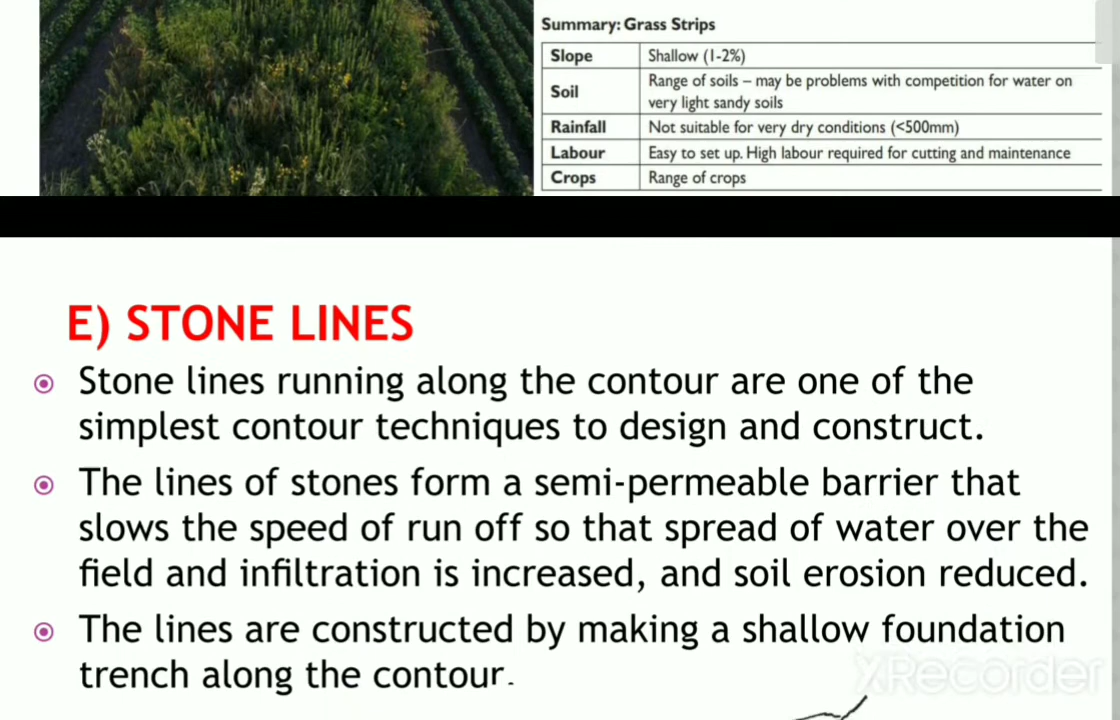 Summary: Grass Strips
Slope Shallow (1-2%)
Soil Range of soils – may be problems with competition for water on
very light sandy soils
Rainfall Not suitable for very dry conditions (<500mm)
Labour Easy to set up. High labour required for cutting and maintenance
Crops Range of crops
E) STONE LINES
Stone lines running along the contour are one of the
simplest contour techniques to design and construct.
The lines of stones form a semi-permeable barrier that
slows the speed of run off so that spread of water over the
field and infiltration is increased, and soil erosion reduced.
The lines are constructed by making a shallow foundation
trench along the contour.
XRecorder